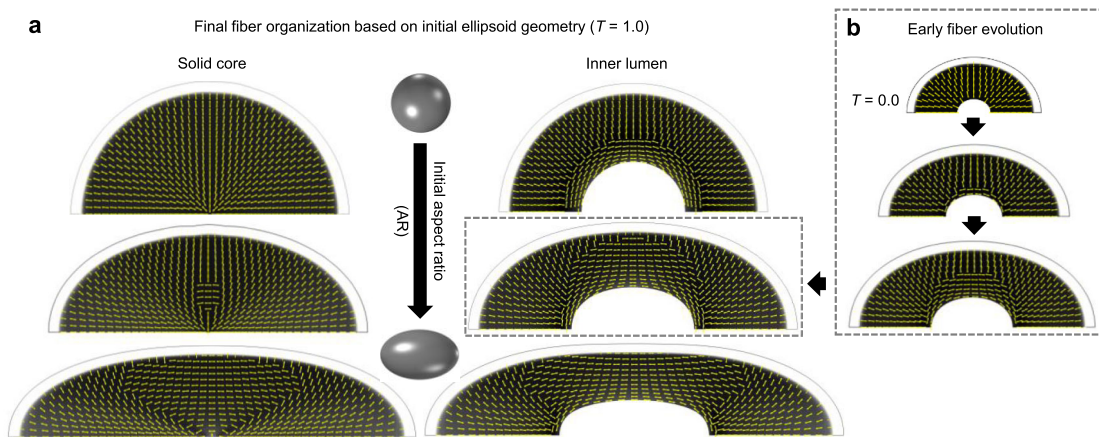 a
Final fiber organization based on initial ellipsoid geometry (T = 1.0)
Solid core
Inner lumen
Initial aspect ratio
(AR)
b
Early fiber evolution
T = 0.0